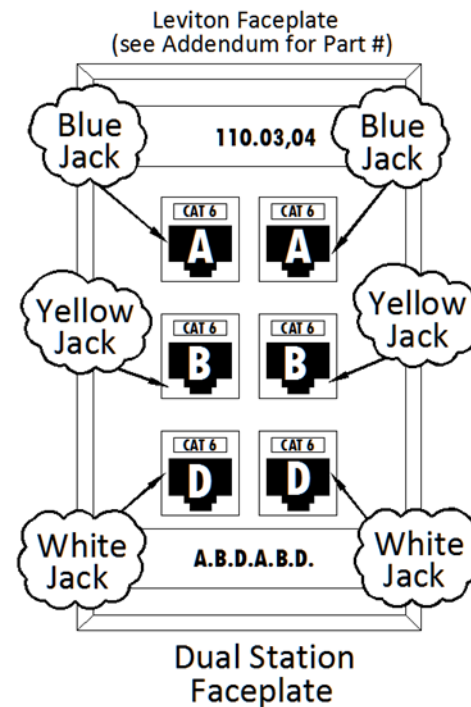 Leviton Faceplate
(see Addendum for Part #)
Blue
Jack
110.03,04
Blue
Jack
CAT 6
CAT 6
A
A
Yellow
Jack
Yellow
Jack
CAT 6
CAT 6
B
B
CAT 6
CAT 6
D
D
White
Jack
A.B.D.A.B.D.
White
Jack
Dual Station
Faceplate